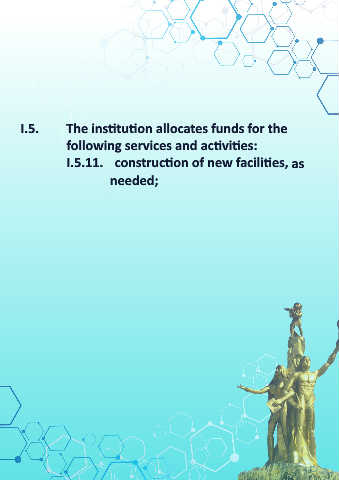 I.5. The institution allocates funds for the
following services and activities:
I.5.11. construction of new facilities, as
needed;